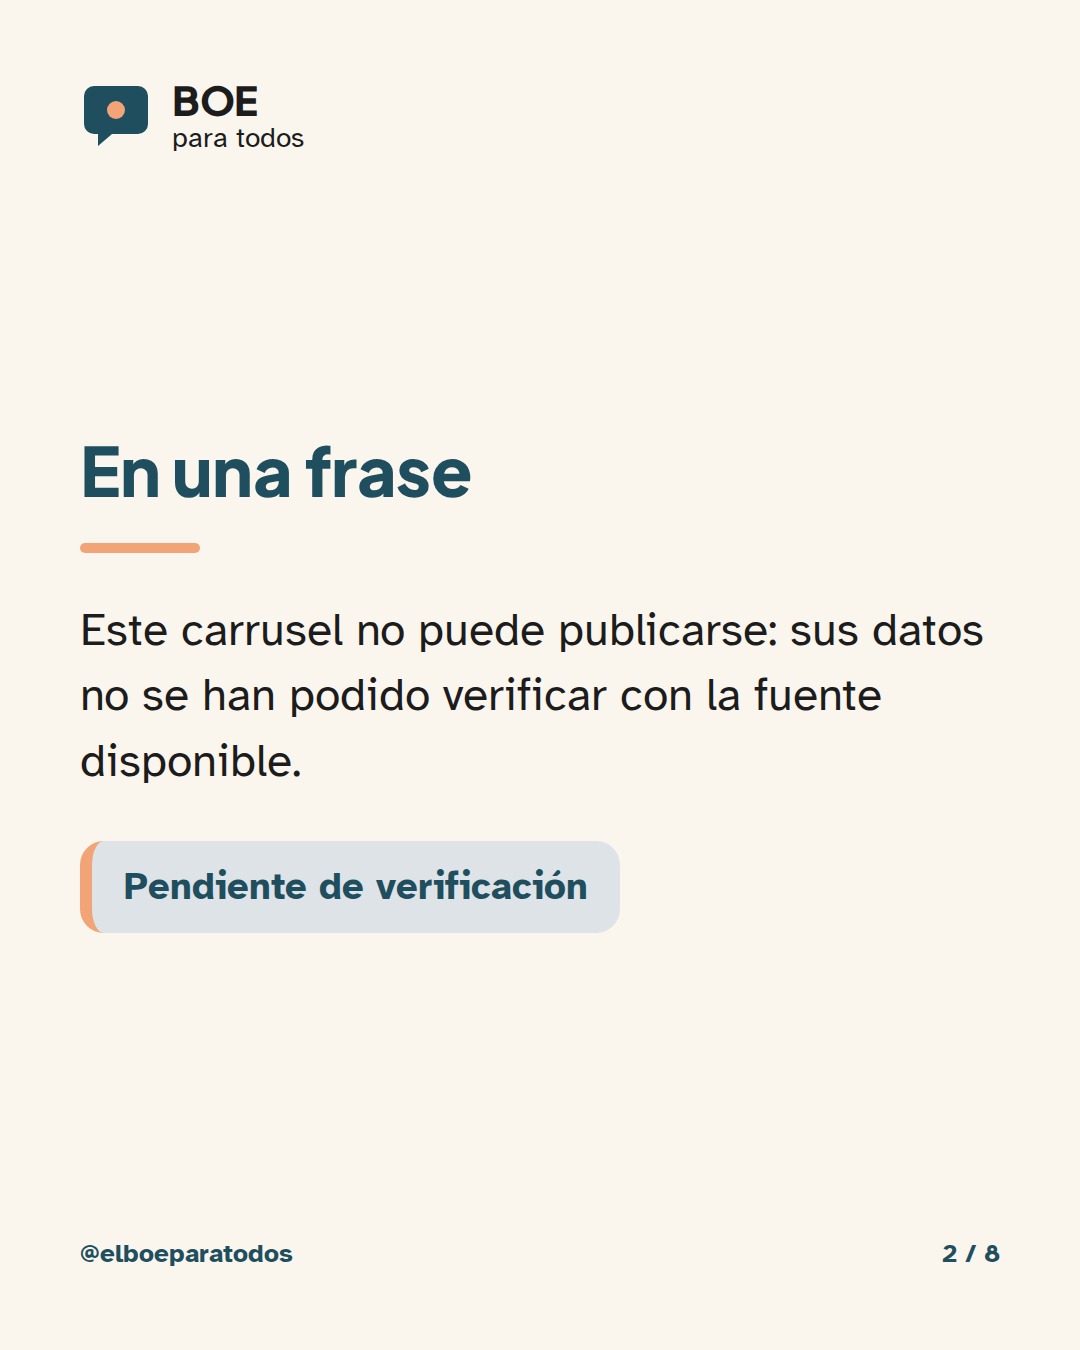 BOE
para todos
En una frase
Este carrusel no puede publicarse: sus datos
no se han podido verificar con la fuente
disponible.
Pendiente de verificación
@elboeparatodos
2 / 8